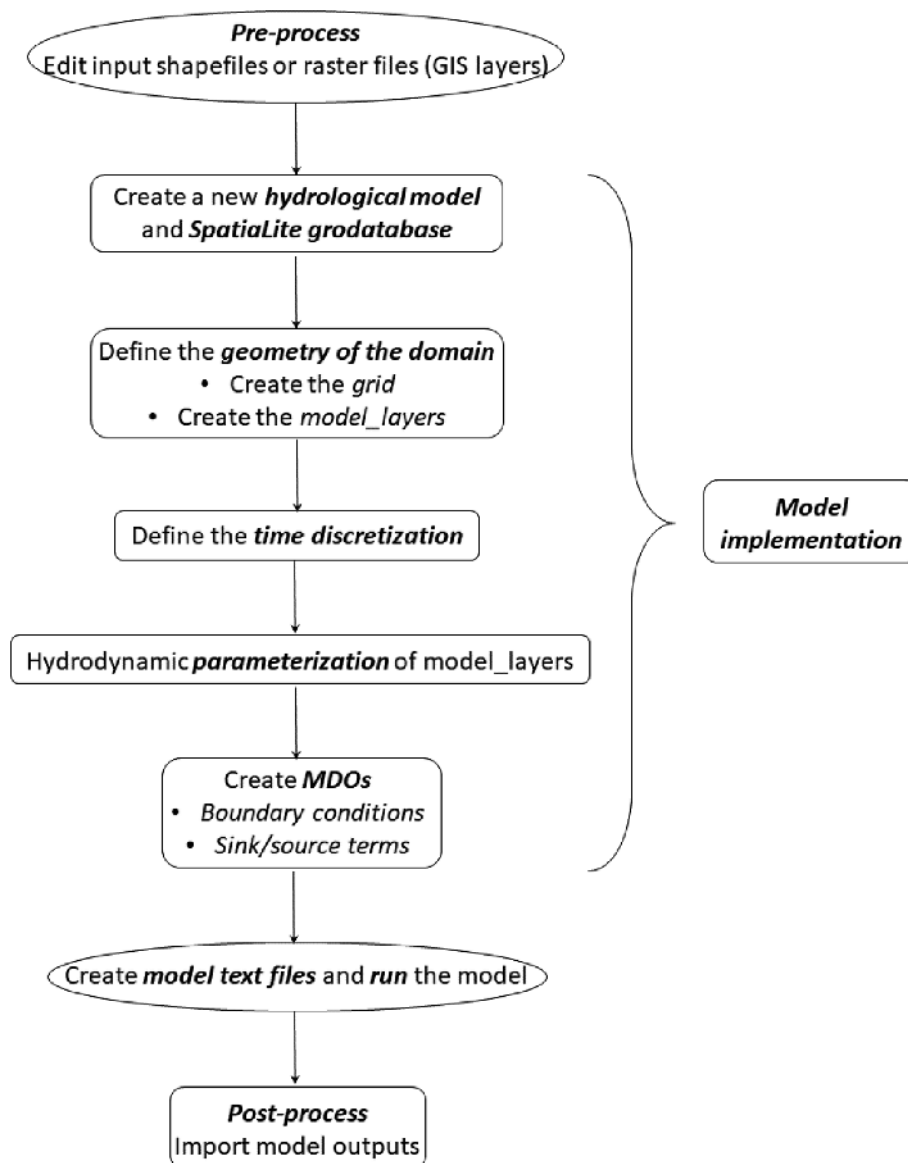 Pre-process
Edit input shapefiles or raster files (GIS layers)
Create a new hydrological model
and SpatiaLite grodatabase
Define the geometry of the domain
• Create the grid
• Create the model_layers
Define the time discretization
Model
implementation
Hydrodynamic parameterization of model_layers
Create MDOs
• Boundary conditions
• Sink/source terms
Create model text files and run the model
Post-process
Import model outputs